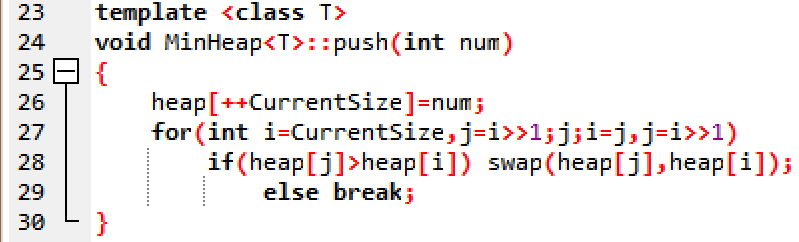 23 template <class T>
24 void MinHeap<T>::push(int num)
25 {
26     heap[++CurrentSize]=num;
27     for(int i=CurrentSize,j=i>>1;j;i=j,j=i>>1)
28         if(heap[j]>heap[i]) swap(heap[j],heap[i]);
29             else break;
30 }